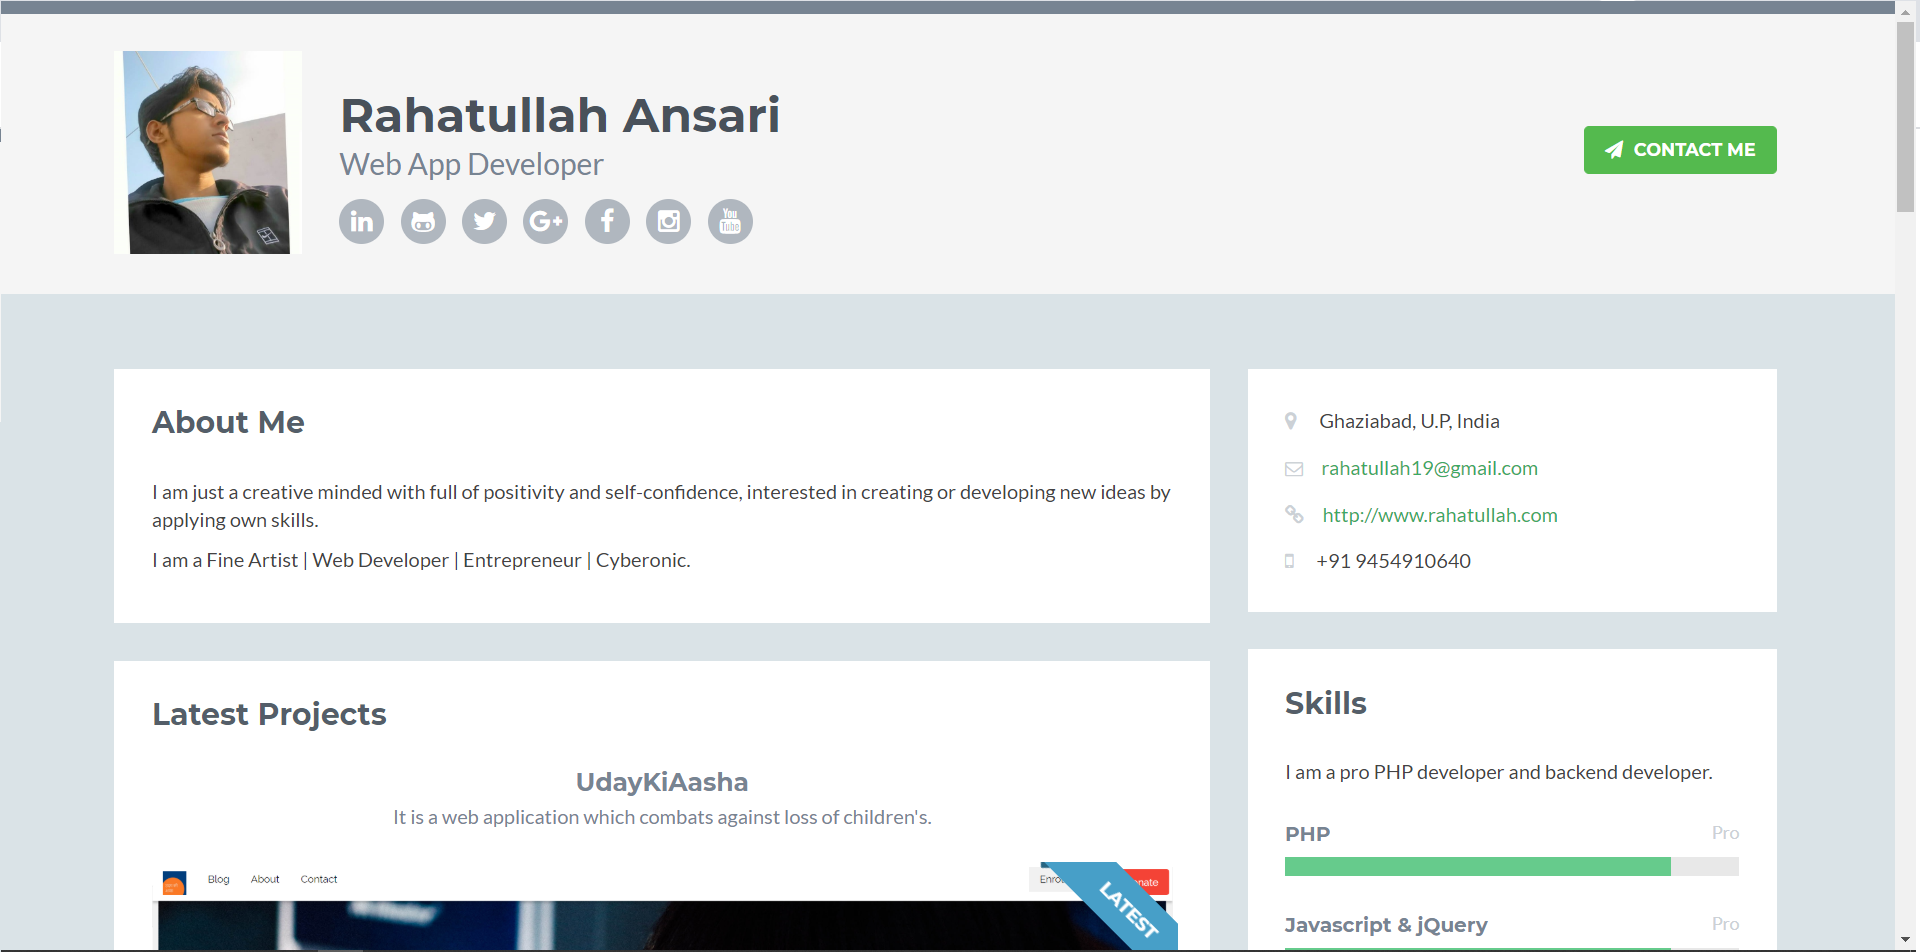 Rahatullah Ansari
Web App Developer
CONTACT ME
About Me
I am just a creative minded with full of positivity and self-confidence, interested in creating or developing new ideas by
applying own skills.
I am a Fine Artist | Web Developer | Entrepreneur | Cyberonic.
Ghaziabad, U.P, India
rahatullah19@gmail.com
http://www.rahatullah.com
+91 9454910640
Latest Projects
UdayKiAasha
It is a web application which combats against loss of children's.
Blog About Contact
LATEST
Skills
I am a pro PHP developer and backend developer.
PHP Pro
Javascript & jQuery Pro